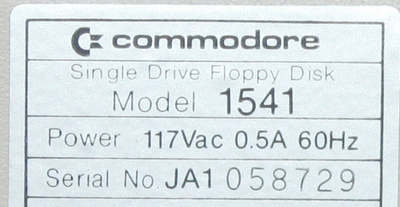 commodore
Single Drive Floppy Disk
Model 1541
Power 117Vac 0.5A 60Hz
Serial No JA1 058729